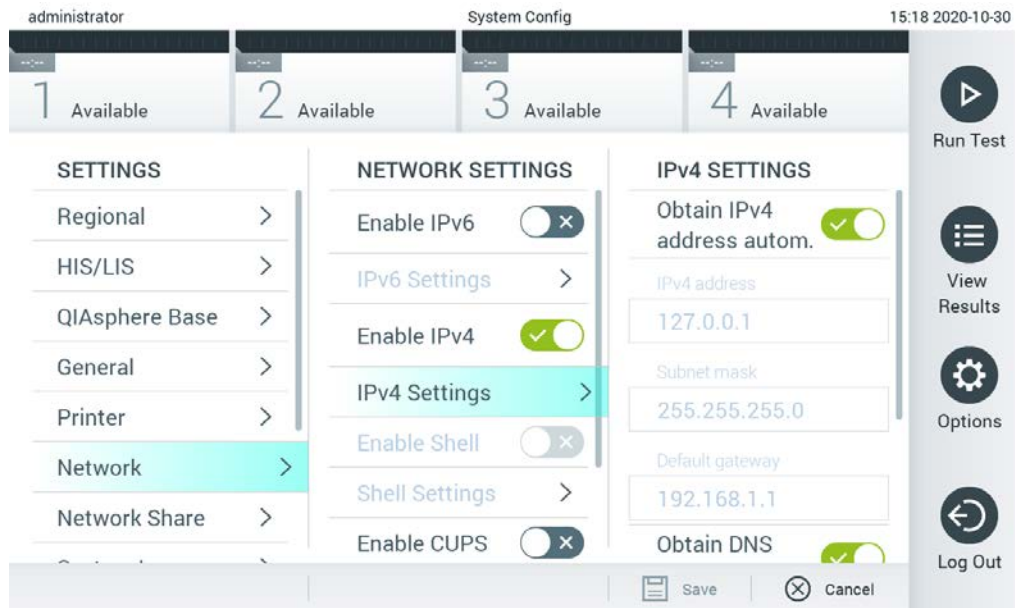 administrator
System Config
15:18 2020-10-30
--:--
--:--
--:--
--:--
1 Available
2 Available
3 Available
4 Available
Run Test
View
Results
Options
Log Out
SETTINGS
Regional
HIS/LIS
QIAsphere Base
General
Printer
Network
Network Share
NETWORK SETTINGS
Enable IPv6
IPv6 Settings
Enable IPv4
IPv4 Settings
Enable Shell
Shell Settings
Enable CUPS
IPv4 SETTINGS
Obtain IPv4
address autom.
IPv4 address
127.0.0.1
Subnet mask
255.255.255.0
Default gateway
192.168.1.1
Obtain DNS
Save
Cancel